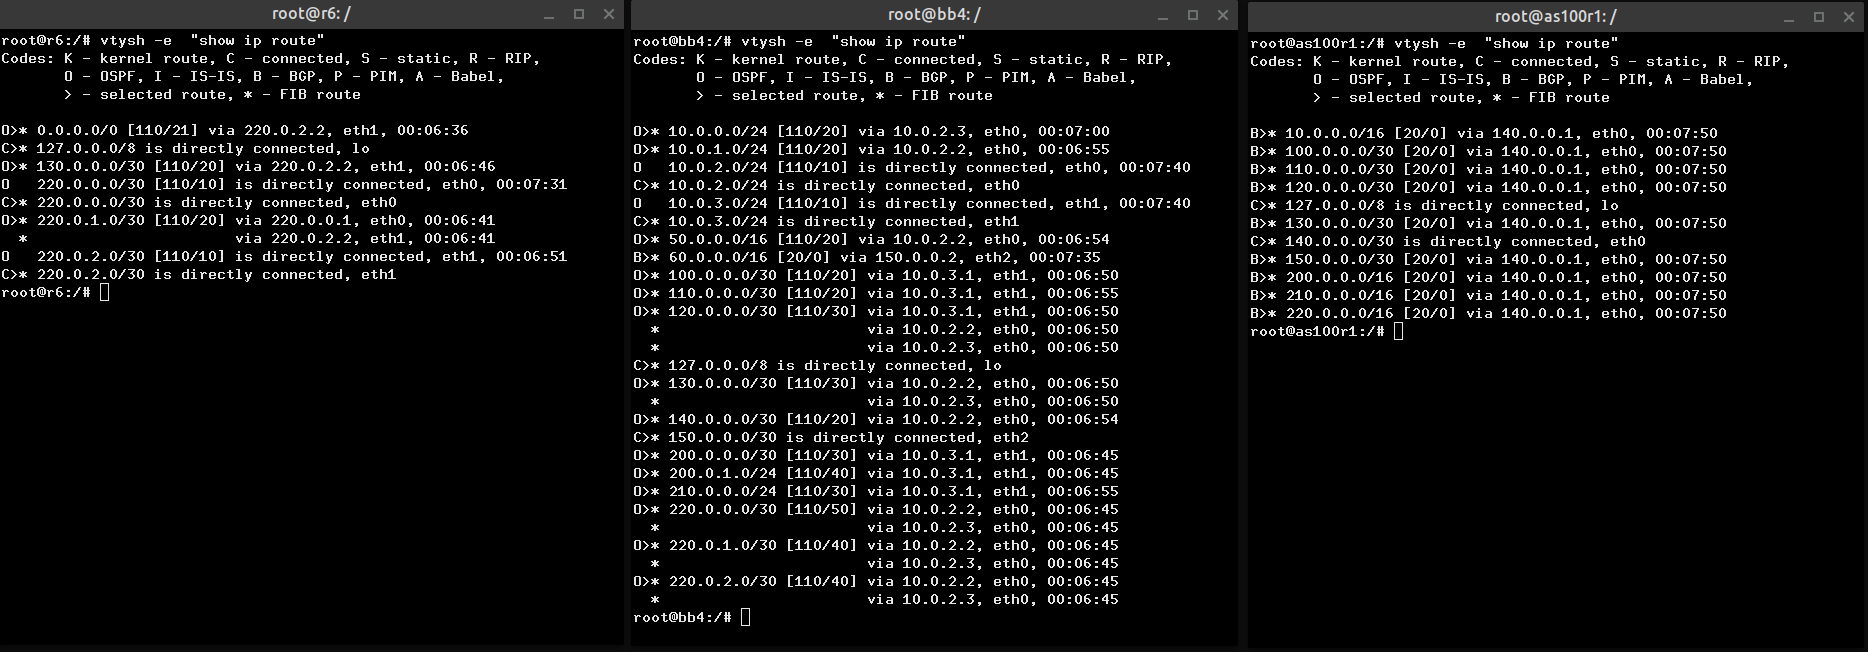 root@r6: /
root@r6:/# vtysh -e  "show ip route"
Codes: K - kernel route, C - connected, S - static, R - RIP,
       O - OSPF, I - IS-IS, B - BGP, P - PIM, A - Babel,
       > - selected route, * - FIB route
O>* 0.0.0.0/0 [110/21] via 220.0.2.2, eth1, 00:06:36
C>* 127.0.0.0/8 is directly connected, lo
O>* 130.0.0.0/30 [110/20] via 220.0.2.2, eth1, 00:06:46
O   220.0.0.0/30 [110/10] is directly connected, eth0, 00:07:31
C>* 220.0.0.0/30 is directly connected, eth0
O>* 220.0.1.0/30 [110/20] via 220.0.0.1, eth0, 00:06:41
  *                       via 220.0.2.2, eth1, 00:06:41
O   220.0.2.0/30 [110/10] is directly connected, eth1, 00:06:51
C>* 220.0.2.0/30 is directly connected, eth1
root@r6:/#
root@bb4: /
root@bb4:/# vtysh -e  "show ip route"
Codes: K - kernel route, C - connected, S - static, R - RIP,
       O - OSPF, I - IS-IS, B - BGP, P - PIM, A - Babel,
       > - selected route, * - FIB route
O>* 10.0.0.0/24 [110/20] via 10.0.2.3, eth0, 00:07:00
O>* 10.0.1.0/24 [110/20] via 10.0.2.2, eth0, 00:06:55
O   10.0.2.0/24 [110/10] is directly connected, eth0, 00:07:40
C>* 10.0.2.0/24 is directly connected, eth0
O   10.0.3.0/24 [110/10] is directly connected, eth1, 00:07:40
C>* 10.0.3.0/24 is directly connected, eth1
O>* 50.0.0.0/16 [110/20] via 10.0.2.2, eth0, 00:06:54
B>* 60.0.0.0/16 [20/0] via 150.0.0.2, eth2, 00:07:35
O>* 100.0.0.0/30 [110/20] via 10.0.3.1, eth1, 00:06:50
O>* 110.0.0.0/30 [110/20] via 10.0.3.1, eth1, 00:06:55
O>* 120.0.0.0/30 [110/30] via 10.0.3.1, eth1, 00:06:50
  *                       via 10.0.2.2, eth0, 00:06:50
  *                       via 10.0.2.3, eth0, 00:06:50
C>* 127.0.0.0/8 is directly connected, lo
O>* 130.0.0.0/30 [110/30] via 10.0.2.2, eth0, 00:06:50
  *                       via 10.0.2.3, eth0, 00:06:50
O>* 140.0.0.0/30 [110/20] via 10.0.2.2, eth0, 00:06:54
C>* 150.0.0.0/30 is directly connected, eth2
O>* 200.0.0.0/30 [110/30] via 10.0.3.1, eth1, 00:06:45
O>* 200.0.1.0/24 [110/40] via 10.0.3.1, eth1, 00:06:45
O>* 210.0.0.0/24 [110/30] via 10.0.3.1, eth1, 00:06:55
O>* 220.0.0.0/30 [110/50] via 10.0.2.2, eth0, 00:06:45
  *                       via 10.0.2.3, eth0, 00:06:45
O>* 220.0.1.0/30 [110/40] via 10.0.2.2, eth0, 00:06:45
  *                       via 10.0.2.3, eth0, 00:06:45
O>* 220.0.2.0/30 [110/40] via 10.0.2.2, eth0, 00:06:45
  *                       via 10.0.2.3, eth0, 00:06:45
root@bb4:/#
root@as100r1: /
root@as100r1:/# vtysh -e  "show ip route"
Codes: K - kernel route, C - connected, S - static, R - RIP,
       O - OSPF, I - IS-IS, B - BGP, P - PIM, A - Babel,
       > - selected route, * - FIB route
B>* 10.0.0.0/16 [20/0] via 140.0.0.1, eth0, 00:07:50
B>* 100.0.0.0/30 [20/0] via 140.0.0.1, eth0, 00:07:50
B>* 110.0.0.0/30 [20/0] via 140.0.0.1, eth0, 00:07:50
B>* 120.0.0.0/30 [20/0] via 140.0.0.1, eth0, 00:07:50
C>* 127.0.0.0/8 is directly connected, lo
B>* 130.0.0.0/30 [20/0] via 140.0.0.1, eth0, 00:07:50
C>* 140.0.0.0/30 is directly connected, eth0
B>* 150.0.0.0/30 [20/0] via 140.0.0.1, eth0, 00:07:50
B>* 200.0.0.0/16 [20/0] via 140.0.0.1, eth0, 00:07:50
B>* 210.0.0.0/16 [20/0] via 140.0.0.1, eth0, 00:07:50
B>* 220.0.0.0/16 [20/0] via 140.0.0.1, eth0, 00:07:50
root@as100r1:/#